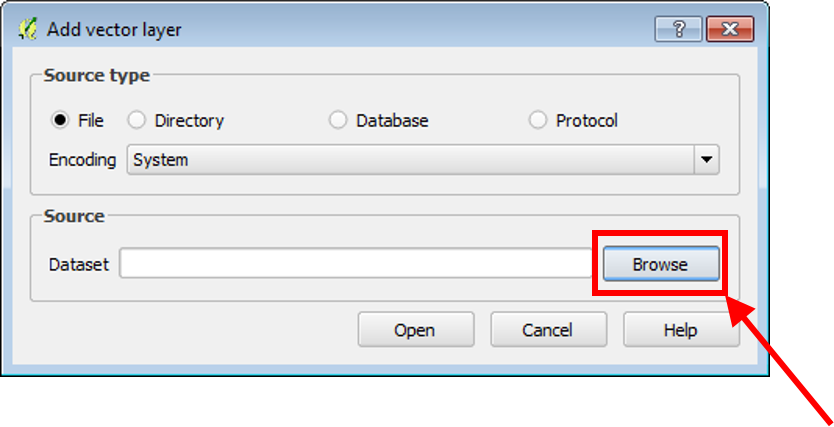 Add vector layer
Source type
File Directory Database Protocol
Encoding System
Source
Dataset Browse
Open Cancel Help